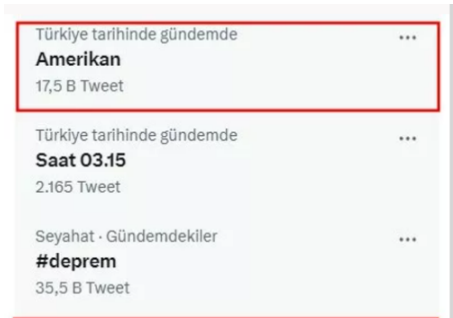 Türkiye tarihinde gündemde
Amerikan
17,5 B Tweet
Türkiye tarihinde gündemde
Saat 03.15
2.165 Tweet
Seyahat · Gündemdekiler
#deprem
35,5 B Tweet